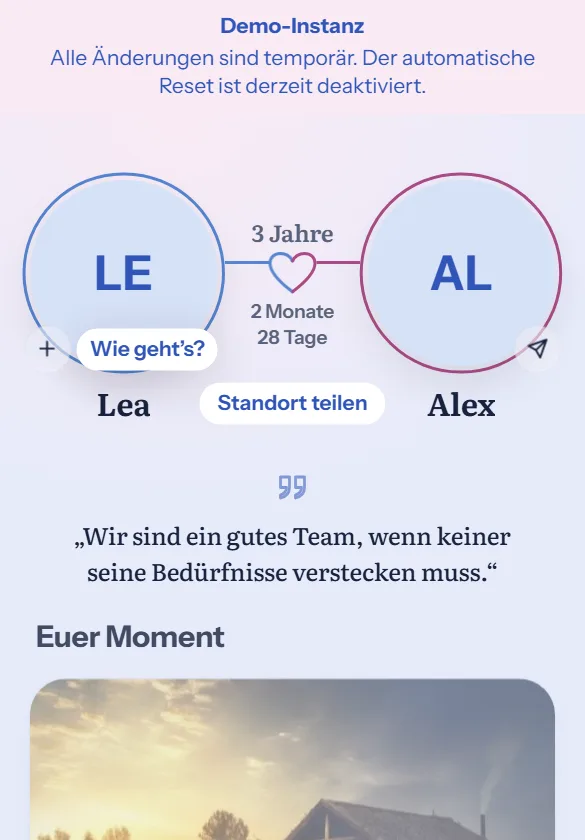 Demo-Instanz
Alle Änderungen sind temporär. Der automatische
Reset ist derzeit deaktiviert.
LE
3 Jahre
2 Monate
28 Tage
AL
Wie geht’s?
Lea
Standort teilen
Alex
„Wir sind ein gutes Team, wenn keiner
seine Bedürfnisse verstecken muss.“
Euer Moment